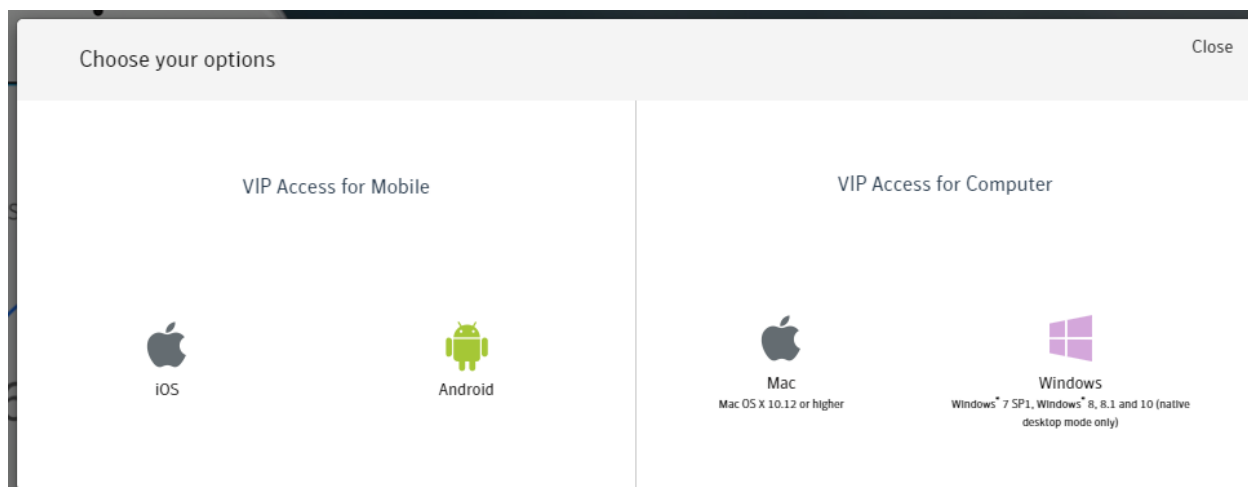 Choose your options
Close
VIP Access for Mobile
VIP Access for Computer
iOS
Android
Mac
Mac OS X 10.12 or higher
Windows
Windows* 7 SP1, Windows* 8, 8.1 and 10 (native
desktop mode only)